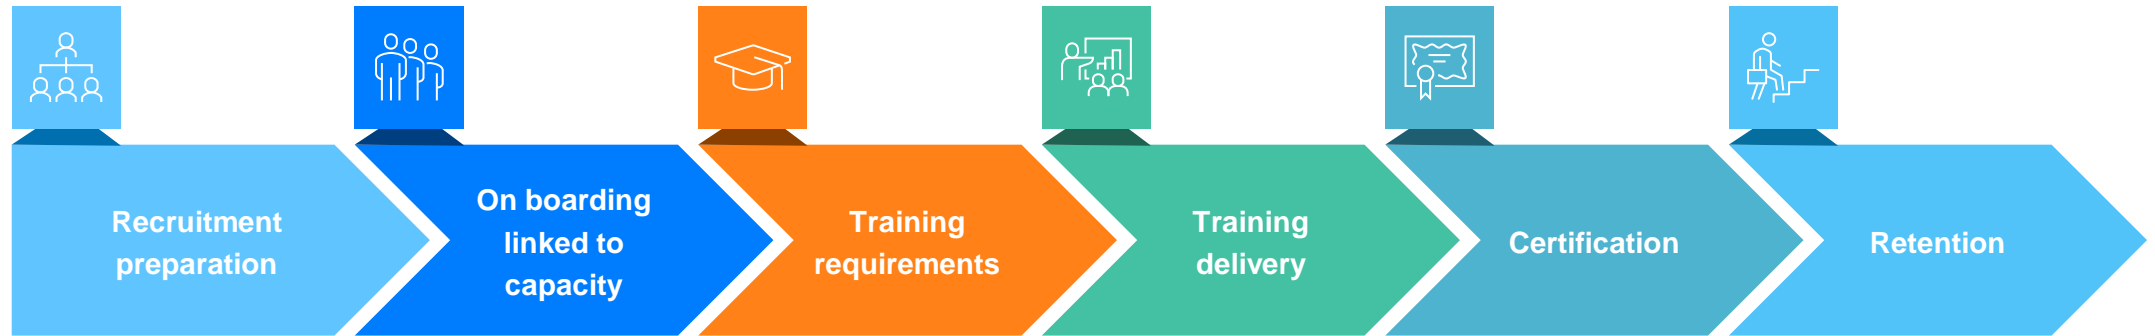 Recruitment
preparation
On boarding
linked to
capacity
Training
requirements
Training
delivery
Certification
Retention